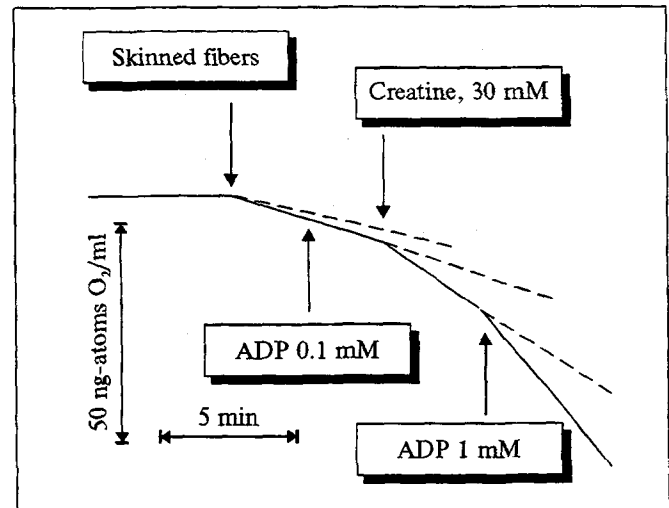 Skinned fibers
Creatine, 30 mM
50 ng-atoms O₂/ml
ADP 0.1 mM
5 min
ADP 1 mM